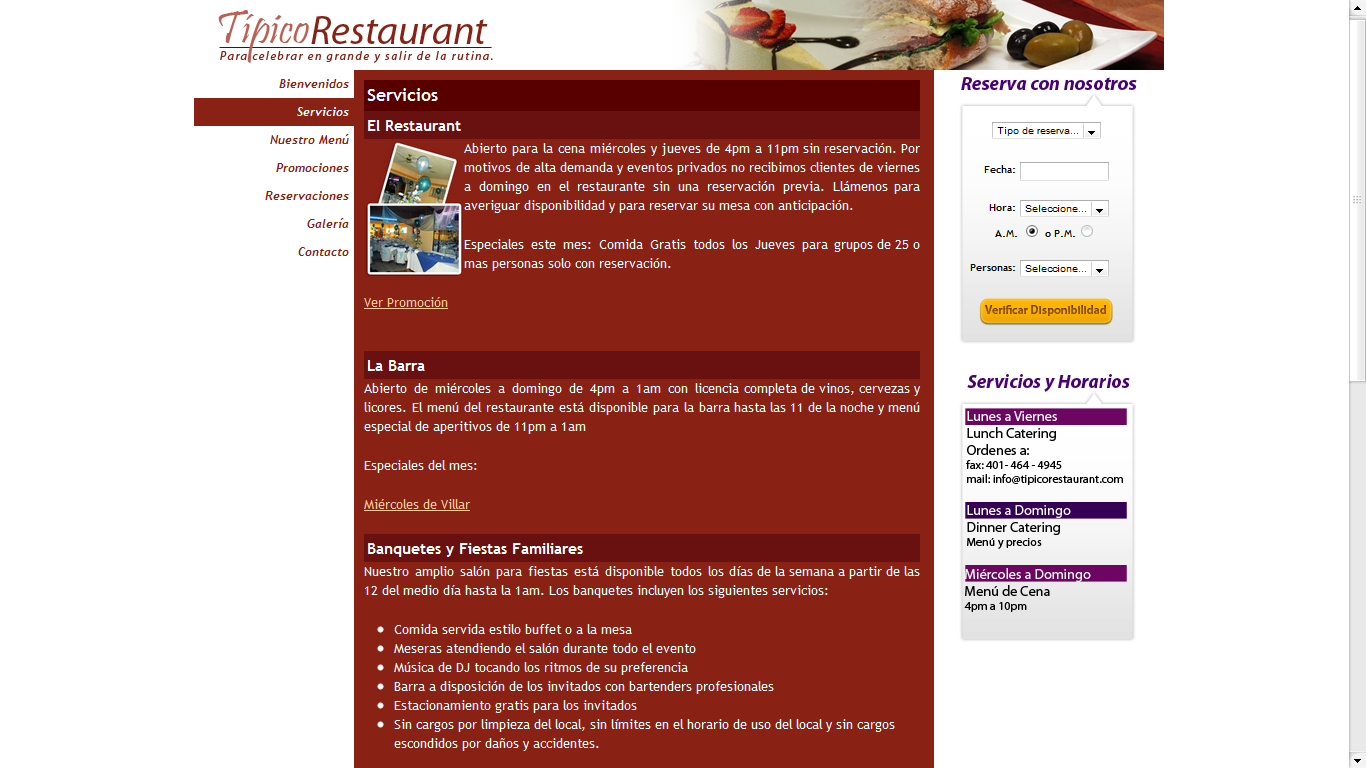 TípicoRestaurant
Para celebrar en grande y salir de la rutina.
Bienvenidos
Servicios
Nuestro Menú
Promociones
Reservaciones
Galería
Contacto
Servicios
El Restaurant
Abierto para la cena miércoles y jueves de 4pm a 11pm sin reservación. Por
motivos de alta demanda y eventos privados no recibimos clientes de viernes
a domingo en el restaurante sin una reservación previa. Llámenos para
averiguar disponibilidad y para reservar su mesa con anticipación.
Especiales este mes: Comida Gratis todos los Jueves para grupos de 25 o
mas personas solo con reservación.
Ver Promoción
La Barra
Abierto de miércoles a domingo de 4pm a 1am con licencia completa de vinos, cervezas y
licores. El menú del restaurante está disponible para la barra hasta las 11 de la noche y menú
especial de aperitivos de 11pm a 1am
Especiales del mes:
Miércoles de Villar
Banquetes y Fiestas Familiares
Nuestro amplio salón para fiestas está disponible todos los días de la semana a partir de las
12 del medio día hasta la 1am. Los banquetes incluyen los siguientes servicios:
Comida servida estilo buffet o a la mesa
Meseras atendiendo el salón durante todo el evento
Música de DJ tocando los ritmos de su preferencia
Barra a disposición de los invitados con bartenders profesionales
Estacionamiento gratis para los invitados
Sin cargos por limpieza del local, sin límites en el horario de uso del local y sin cargos
escondidos por daños y accidentes.
Reserva con nosotros
Tipo de reserva...
Fecha:
Hora: Seleccione...
A.M. o P.M.
Personas: Seleccione...
Verificar Disponibilidad
Servicios y Horarios
Lunes a Viernes
Lunch Catering
Ordenes a:
fax: 401- 464 - 4945
mail: info@tipicorestaurant.com
Lunes a Domingo
Dinner Catering
Menú y precios
Miércoles a Domingo
Menú de Cena
4pm a 10pm